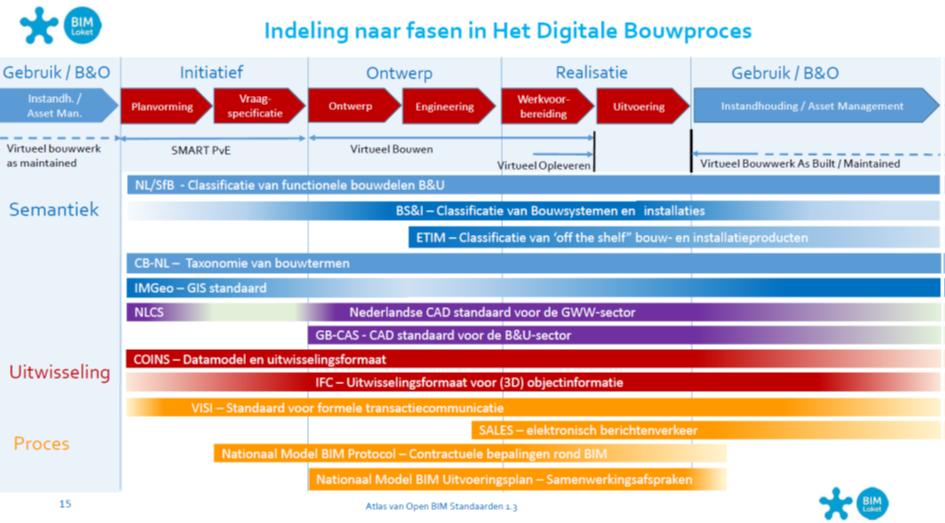 BIM
Loket
Indeling naar fasen in Het Digitale Bouwproces
Gebruik / B&O
Initiatief
Ontwerp
Realisatie
Gebruik / B&O
Instandh. /
Asset Man.
Planvorming
Vraag-
specificatie
Ontwerp
Engineering
Werkvoor-
bereiding
Uitvoering
Instandhouding / Asset Management
Virtueel bouwwerk
as maintained
SMART PvE
Virtueel Bouwen
Virtueel Opleveren
Virtueel Bouwwerk As Built / Maintained
Semantiek
NL/SfB - Classificatie van functionele bouwdelen B&U
BS&I – Classificatie van Bouwsystemen en installaties
ETIM – Classificatie van ‘off the shelf” bouw- en installatieproducten
CB-NL – Taxonomie van bouwtermen
IMGeo – GIS standaard
NLCS Nederlandse CAD standaard voor de GWW-sector
GB-CAS - CAD standaard voor de B&U-sector
Uitwisseling
COINS – Datamodel en uitwisselingsformaat
IFC – Uitwisselingsformaat voor (3D) objectinformatie
Proces
VISI – Standaard voor formele transactiecommunicatie
SALES – elektronisch berichtenverkeer
Nationaal Model BIM Protocol – Contractuele bepalingen rond BIM
Nationaal Model BIM Uitvoeringsplan – Samenwerkingsafspraken
15
Atlas van Open BIM Standaarden 1.3
BIM
Loket